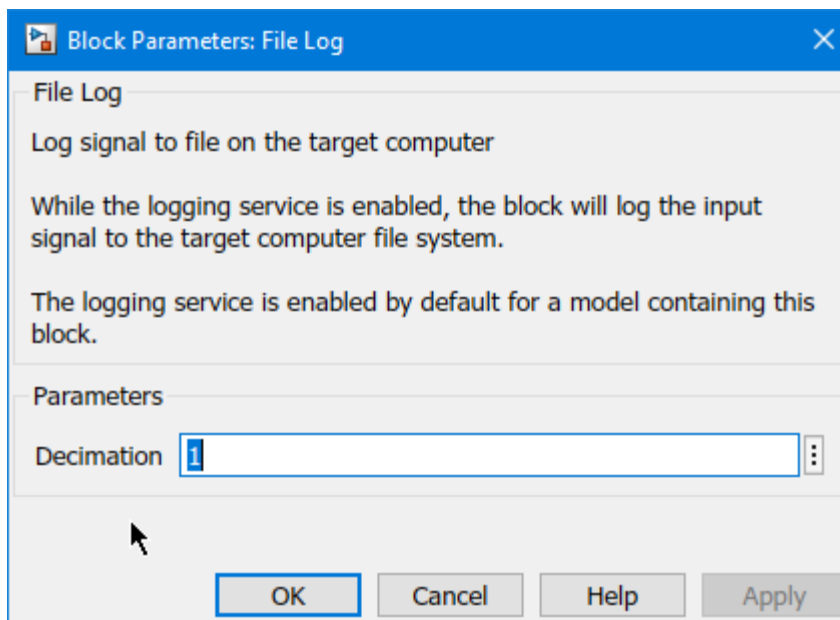 Block Parameters: File Log
File Log
Log signal to file on the target computer
While the logging service is enabled, the block will log the input
signal to the target computer file system.
The logging service is enabled by default for a model containing this
block.
Parameters
Decimation 1
OK Cancel Help Apply